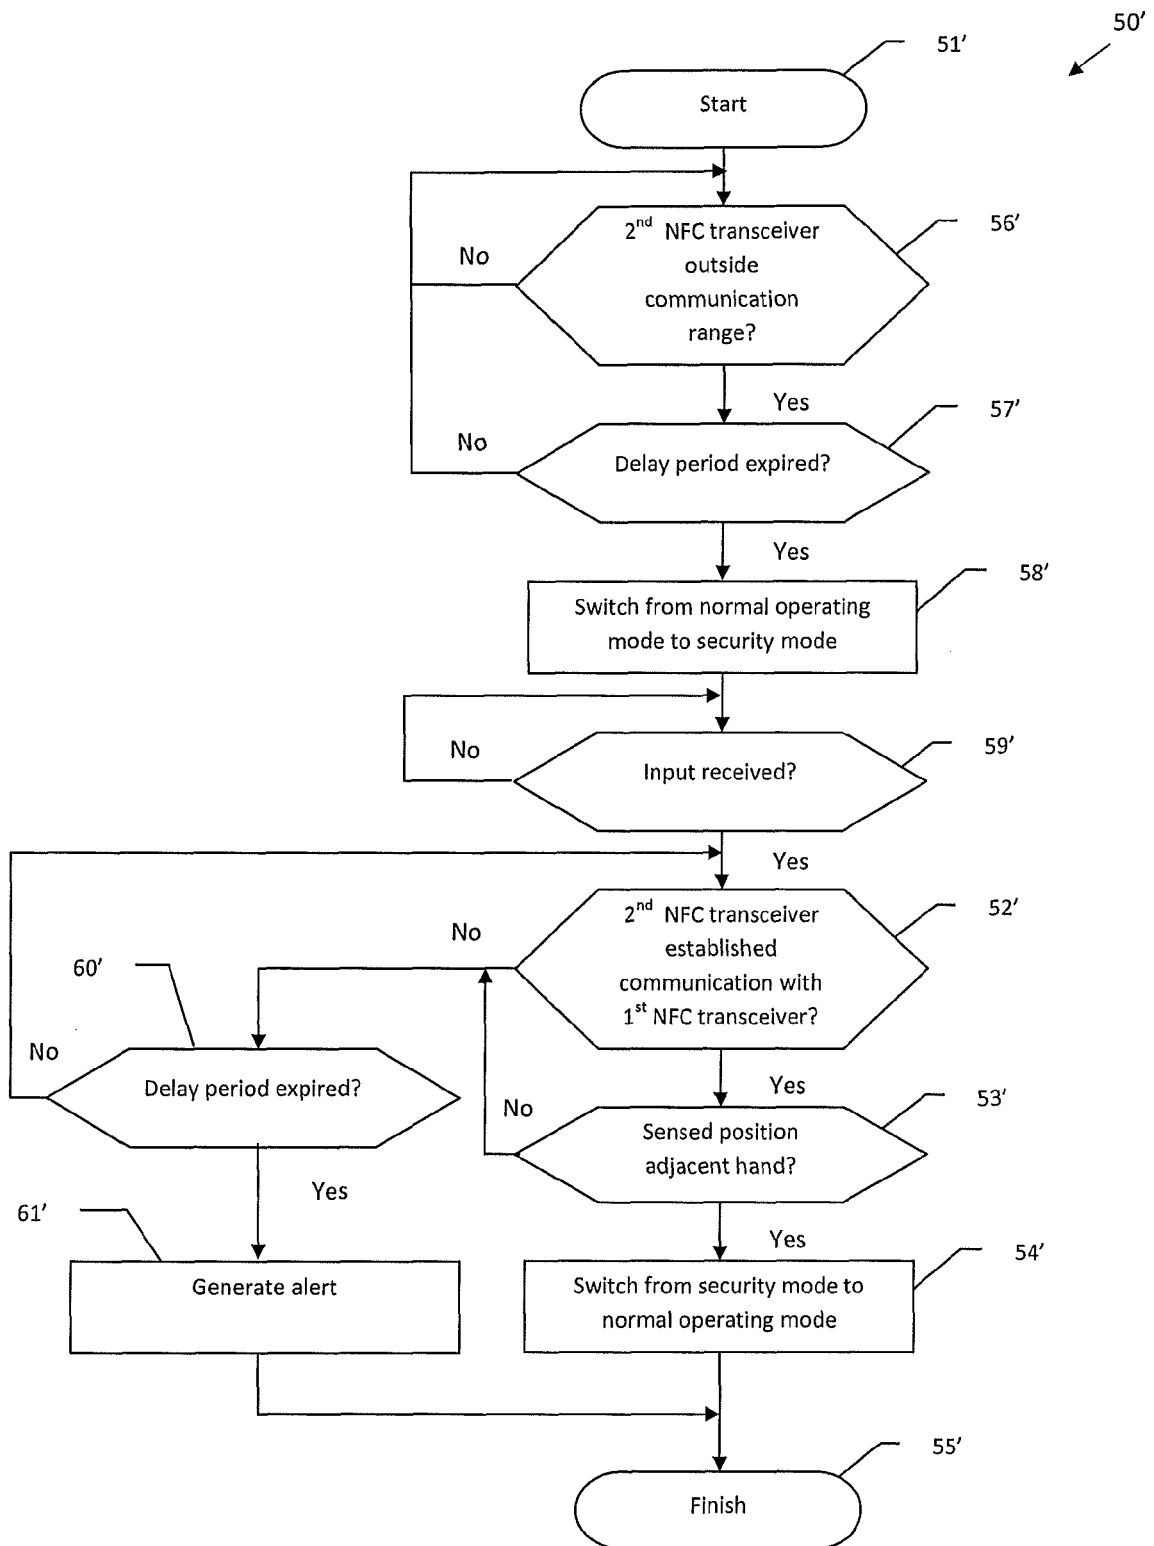 50′
51′
Start
56′
2nd NFC transceiver
outside
communication
range?
No
Yes
57′
No
Delay period expired?
Yes
58′
Switch from normal operating
mode to security mode
59′
No
Input received?
Yes
52′
2nd NFC transceiver
established
communication with
1st NFC transceiver?
No
60′
No
Delay period expired?
Yes
53′
No
Sensed position
adjacent hand?
Yes
61′
Yes
54′
Generate alert
Switch from security mode to
normal operating mode
55′
Finish